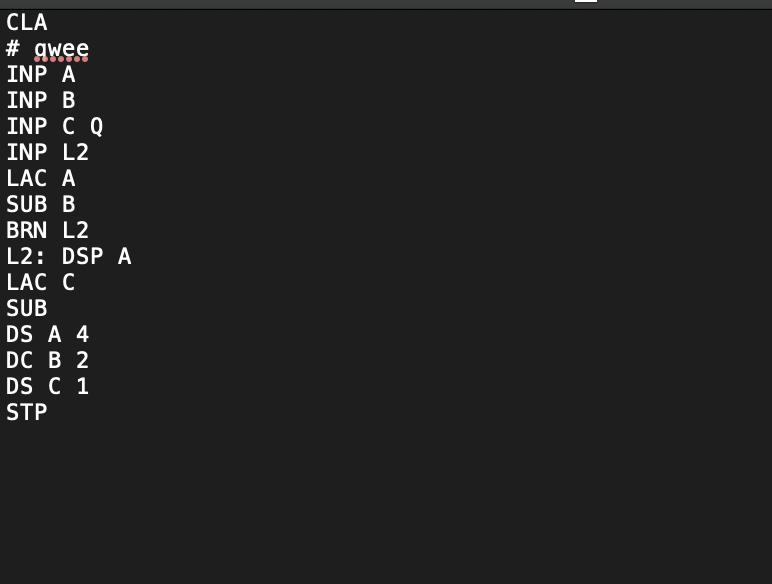 CLA
# qwee
INP A
INP B
INP C Q
INP L2
LAC A
SUB B
BRN L2
L2: DSP A
LAC C
SUB
DS A 4
DC B 2
DS C 1
STP